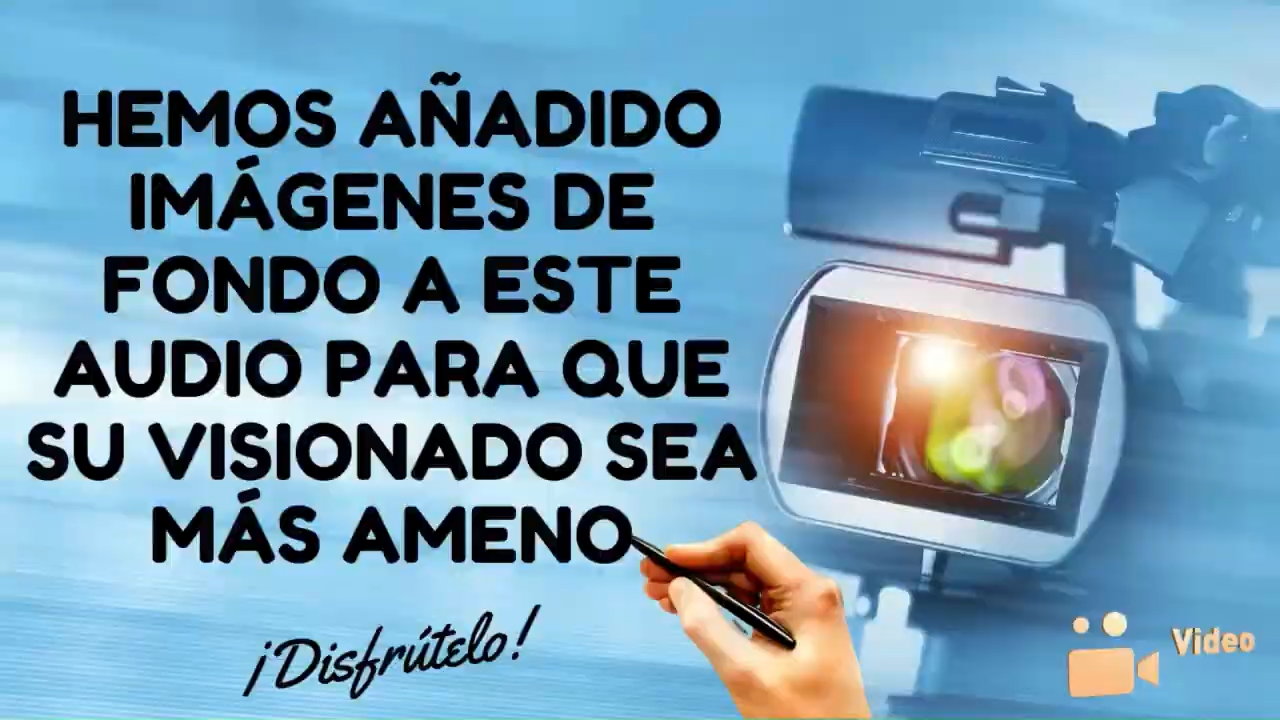 HEMOS AÑADIDO
IMÁGENES DE
FONDO A ESTE
AUDIO PARA QUE
SU VISIONADO SEA
MÁS AMENO
¡Disfrútelo!
Video